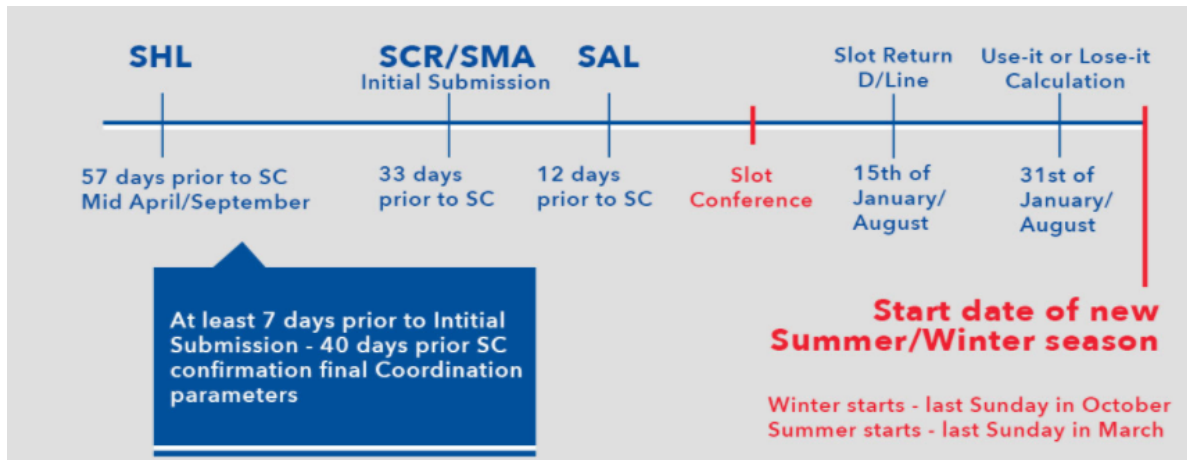 SHL
SCR/SMA
Initial Submission
SAL
Slot Return
D/Line
Use-it or Lose-it
Calculation
57 days prior to SC
Mid April/September
33 days
prior to SC
12 days
prior to SC
Slot
Conference
15th of
January/
August
31st of
January/
August
At least 7 days prior to Intitial
Submission - 40 days prior SC
confirmation final Coordination
parameters
Start date of new
Summer/Winter season
Winter starts - last Sunday in October
Summer starts - last Sunday in March